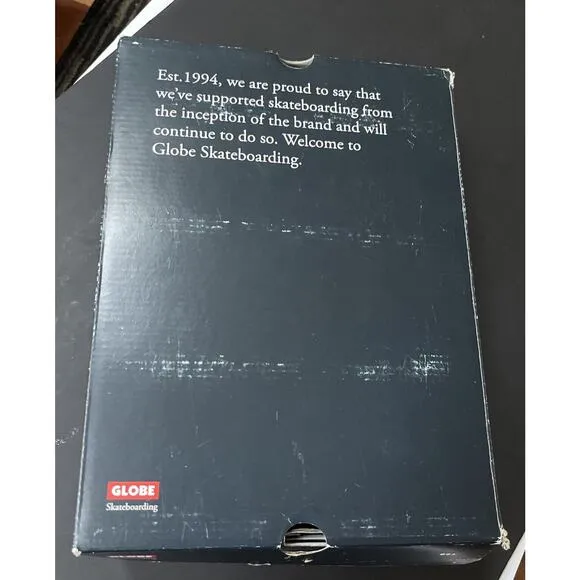 Est.1994, we are proud to say that
we've supported skateboarding from
the inception of the brand and will
continue to do so. Welcome to
Globe Skateboarding.
GLOBE
Skateboarding